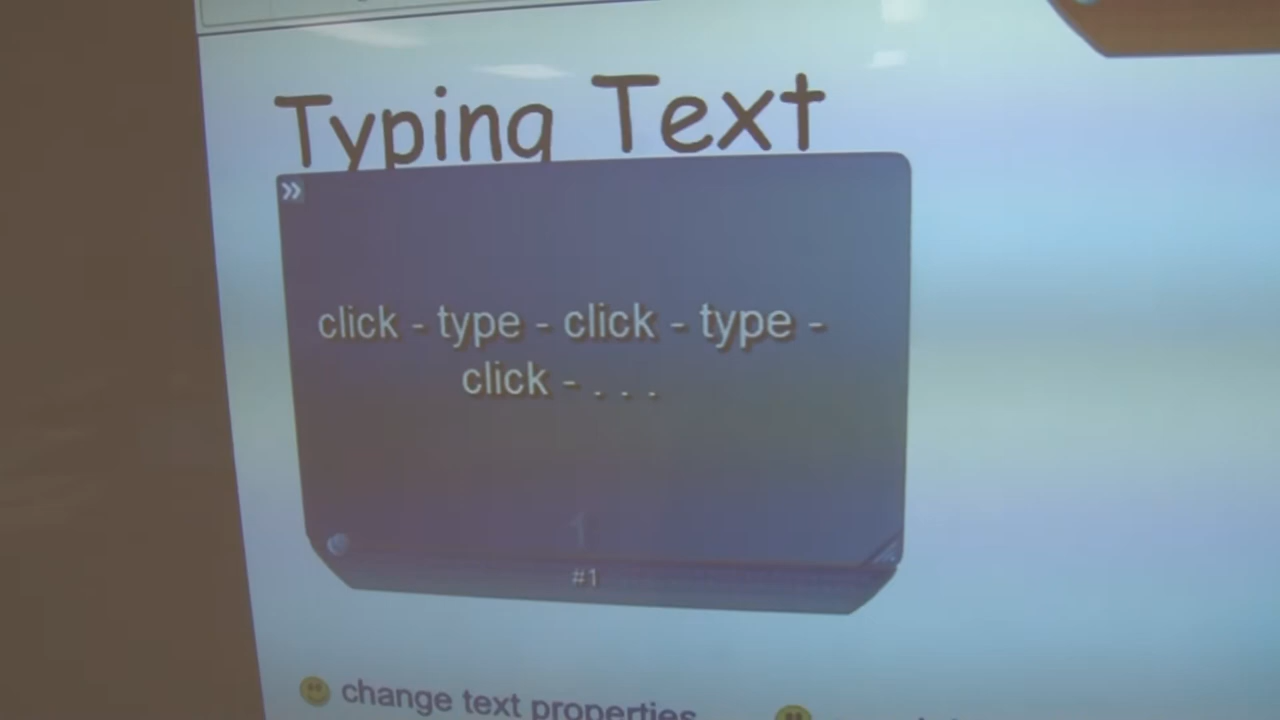 Typing Text
click - type - click - type -
click - . . .
#1
change text properties